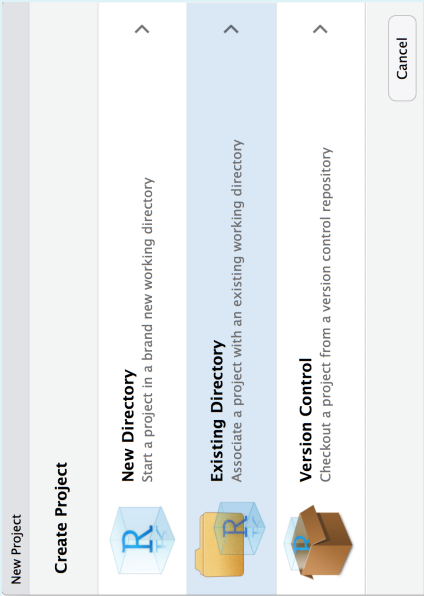 New Project
Create Project
New Directory
Start a project in a brand new working directory
Existing Directory
Associate a project with an existing working directory
Version Control
Checkout a project from a version control repository
Cancel
R
R
R